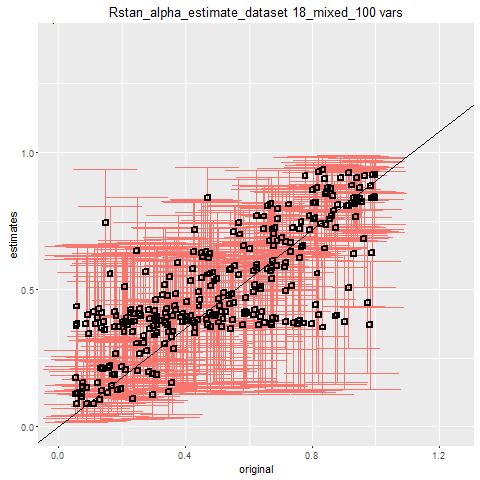 Rstan_alpha_estimate_dataset 18_mixed_100 vars
estimates
1.0
0.5
0.0
0.0 0.4 0.8 1.2
original